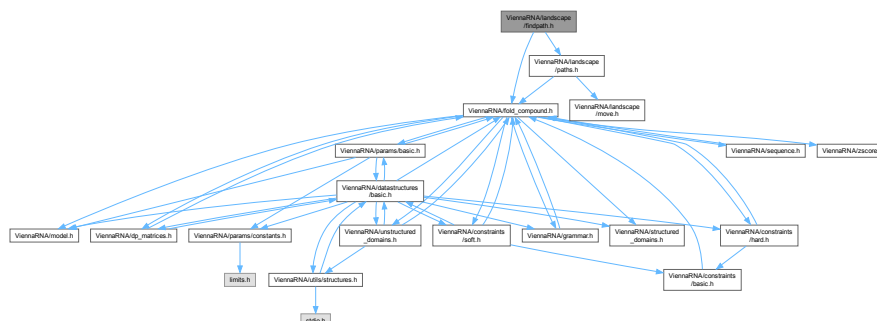 ViennaRNA/landscape
/findpath.h
ViennaRNA/landscape
/paths.h
ViennaRNA/fold_compound.h
ViennaRNA/landscape
/move.h
ViennaRNA/params/basic.h
ViennaRNA/sequence.h
ViennaRNA/zscore
ViennaRNA/datastructures
/basic.h
ViennaRNA/model.h
ViennaRNA/dp_matrices.h
ViennaRNA/params/constants.h
ViennaRNA/unstructured
_domains.h
ViennaRNA/constraints
/soft.h
ViennaRNA/grammar.h
ViennaRNA/structured
_domains.h
ViennaRNA/constraints
/hard.h
limits.h
ViennaRNA/utils/structures.h
ViennaRNA/constraints
/basic.h